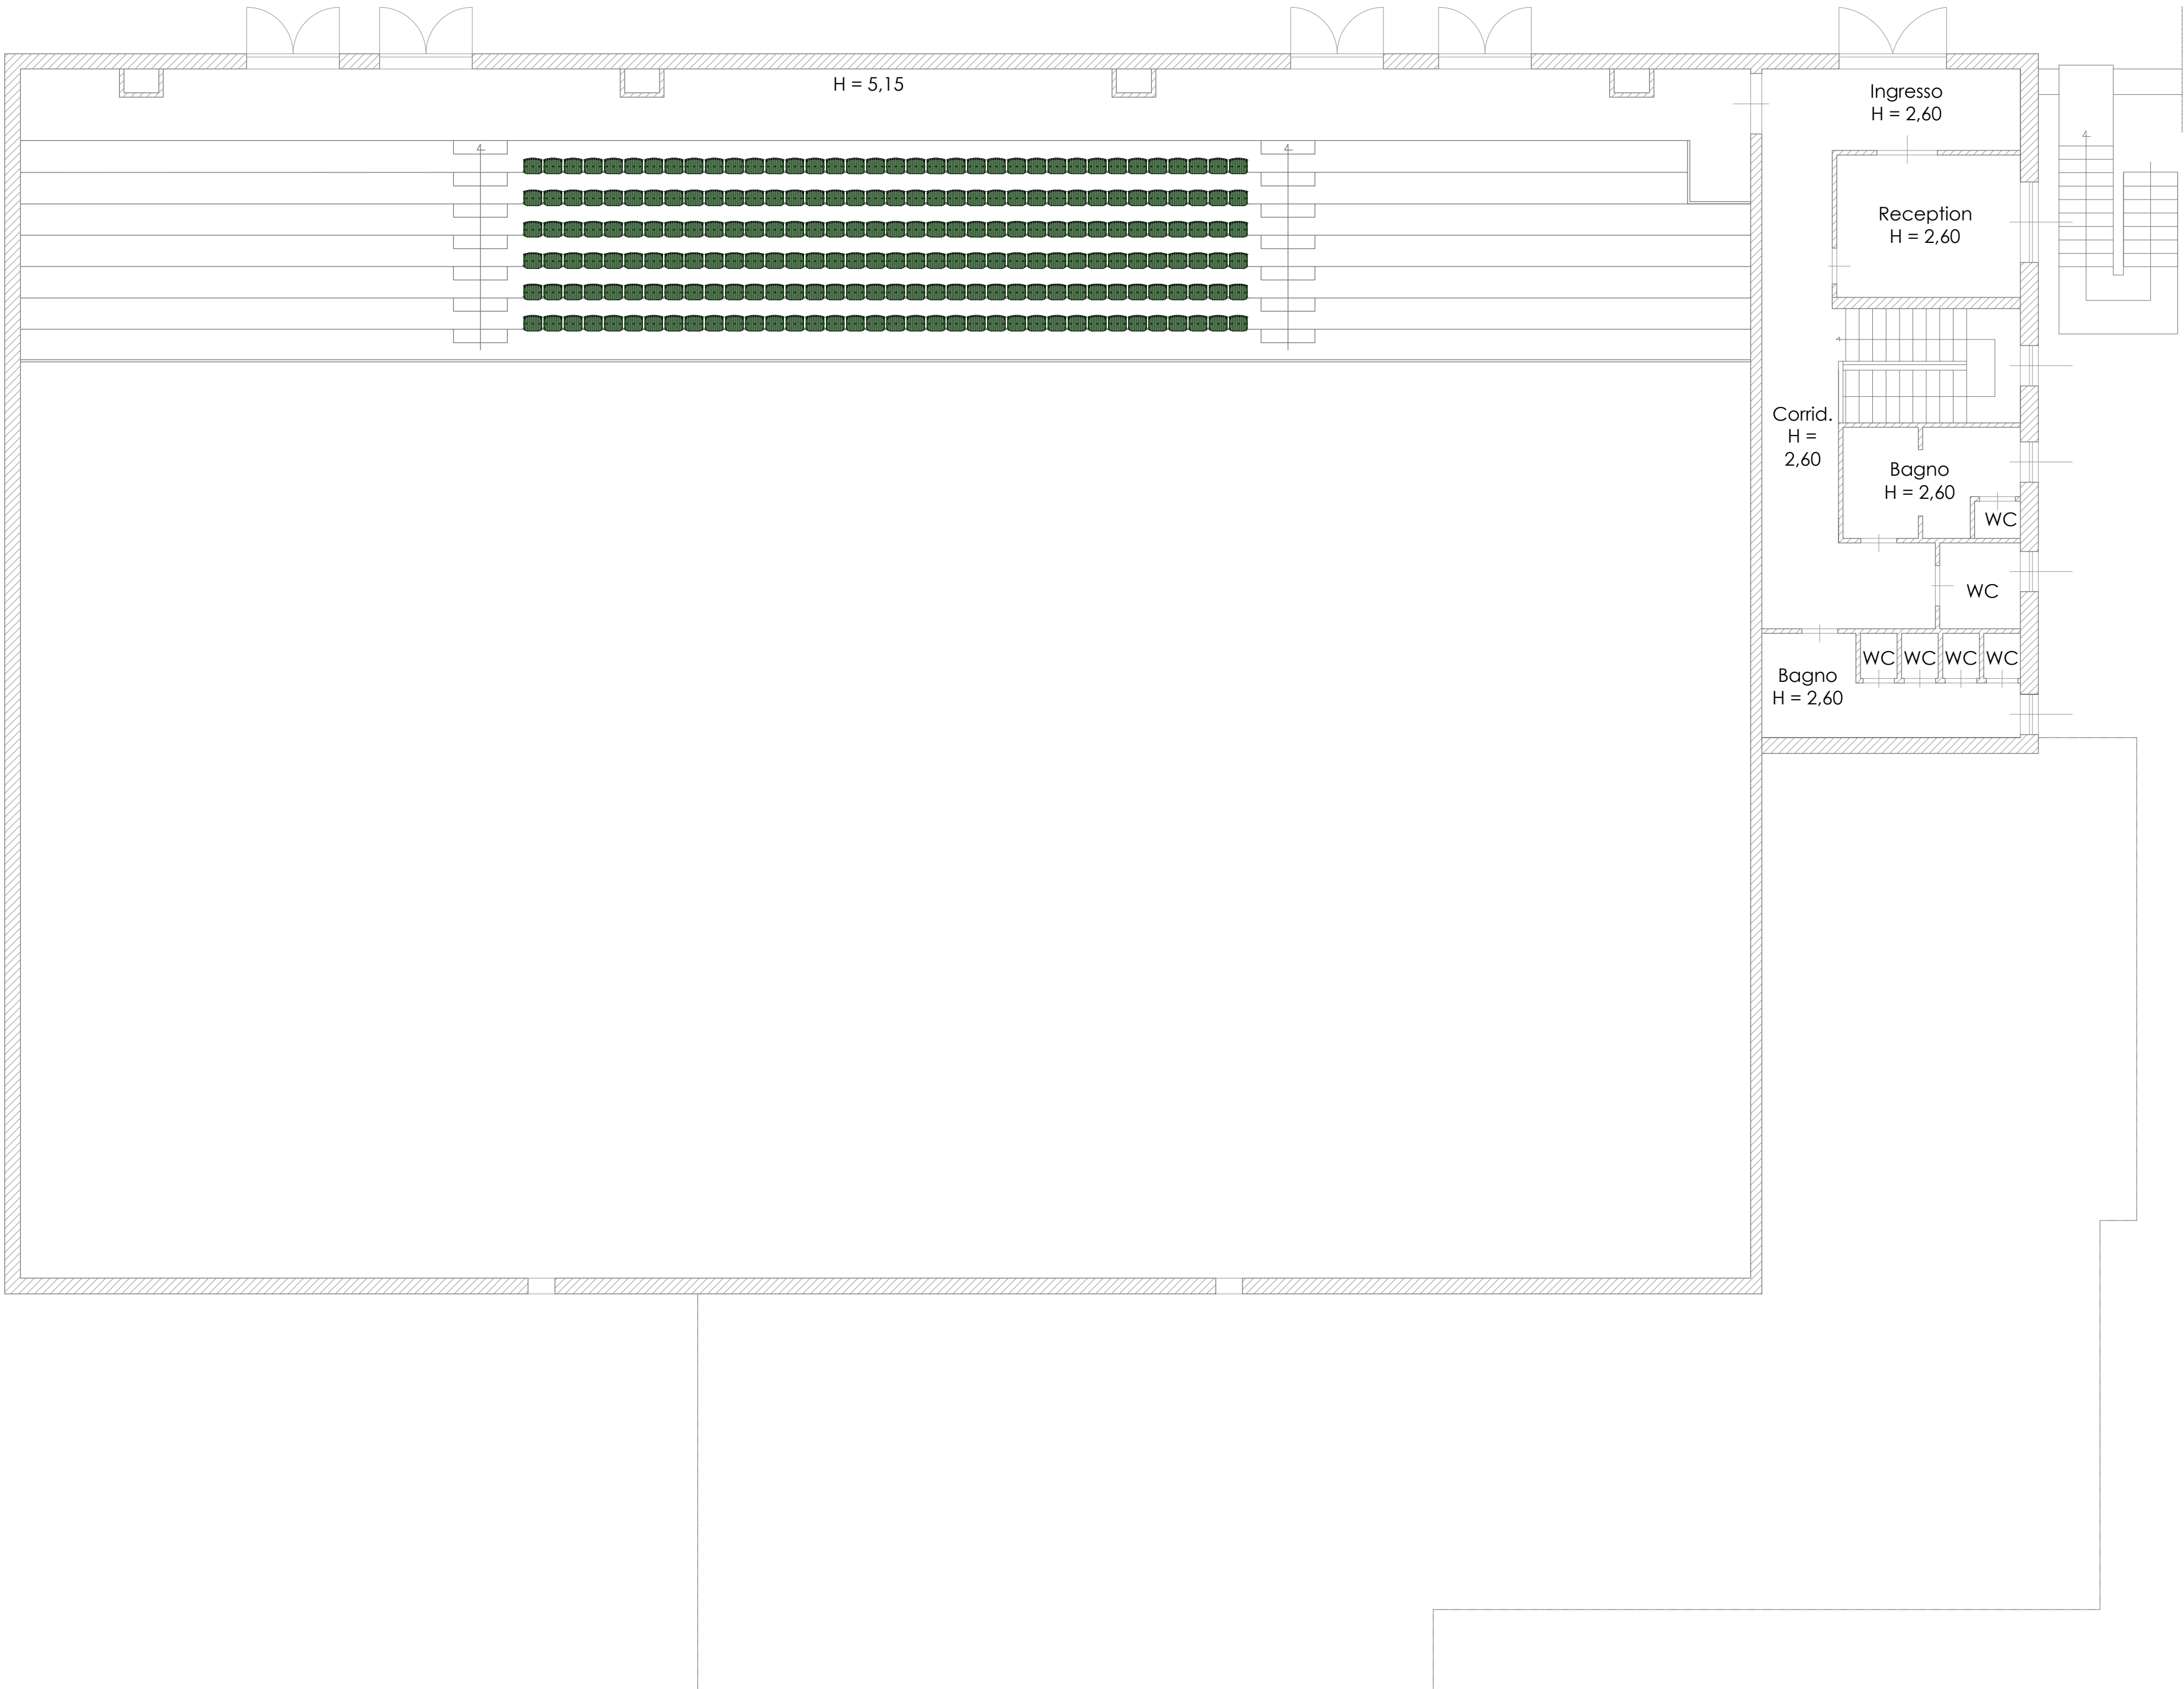 H = 5,15
Ingresso
H = 2,60
Reception
H = 2,60
Corrid.
H =
2,60
Bagno
H = 2,60
WC
WC
WC
WC
WC
WC
Bagno
H = 2,60